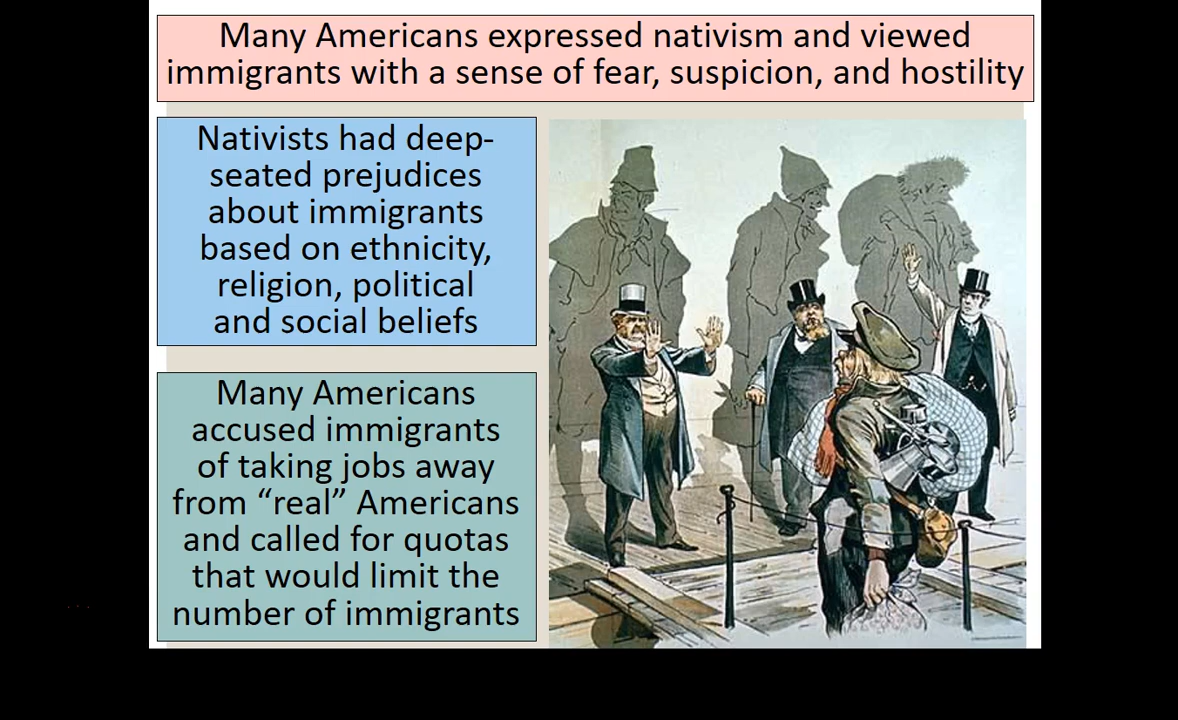 Many Americans expressed nativism and viewed
immigrants with a sense of fear, suspicion, and hostility
Nativists had deep-
seated prejudices
about immigrants
based on ethnicity,
religion, political
and social beliefs
Many Americans
accused immigrants
of taking jobs away
from “real” Americans
and called for quotas
that would limit the
number of immigrants